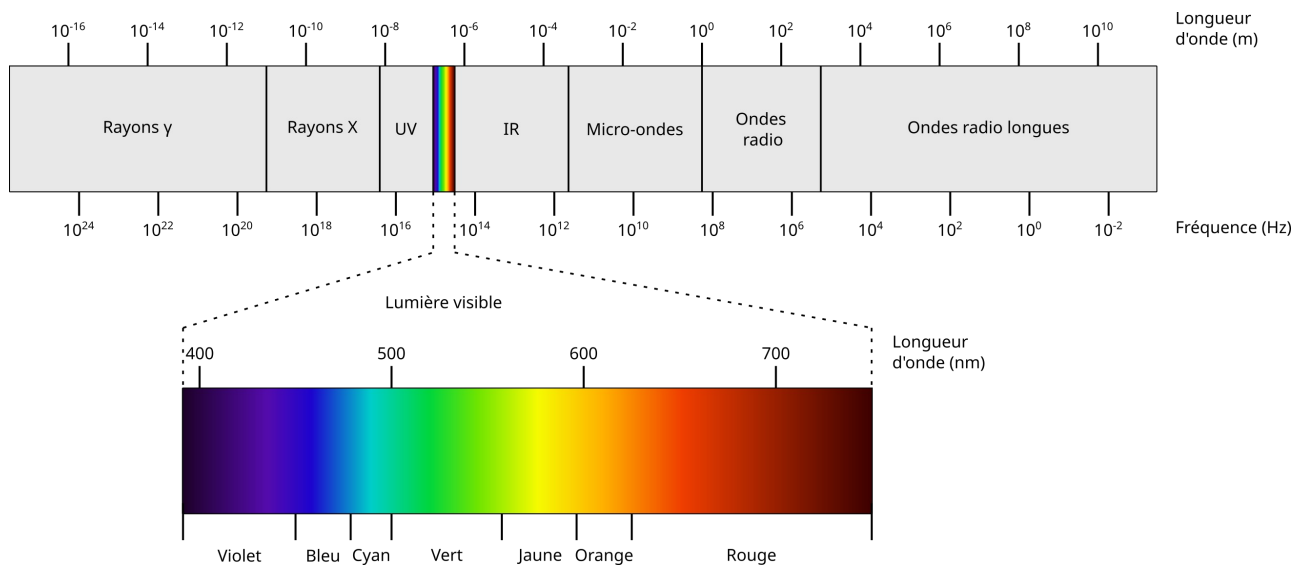 10⁻¹⁶ 10⁻¹⁴ 10⁻¹² 10⁻¹⁰ 10⁻⁸ 10⁻⁶ 10⁻⁴ 10⁻² 10⁰ 10² 10⁴ 10⁶ 10⁸ 10¹⁰
Longueur
d'onde (m)
Rayons γ
Rayons X
UV
IR
Micro-ondes
Ondes
radio
Ondes radio longues
10²⁴ 10²² 10²⁰ 10¹⁸ 10¹⁶ 10¹⁴ 10¹² 10¹⁰ 10⁸ 10⁶ 10⁴ 10² 10⁰ 10⁻²
Fréquence (Hz)
Lumière visible
400 500 600 700
Longueur
d'onde (nm)
Violet Bleu Cyan Vert Jaune Orange Rouge